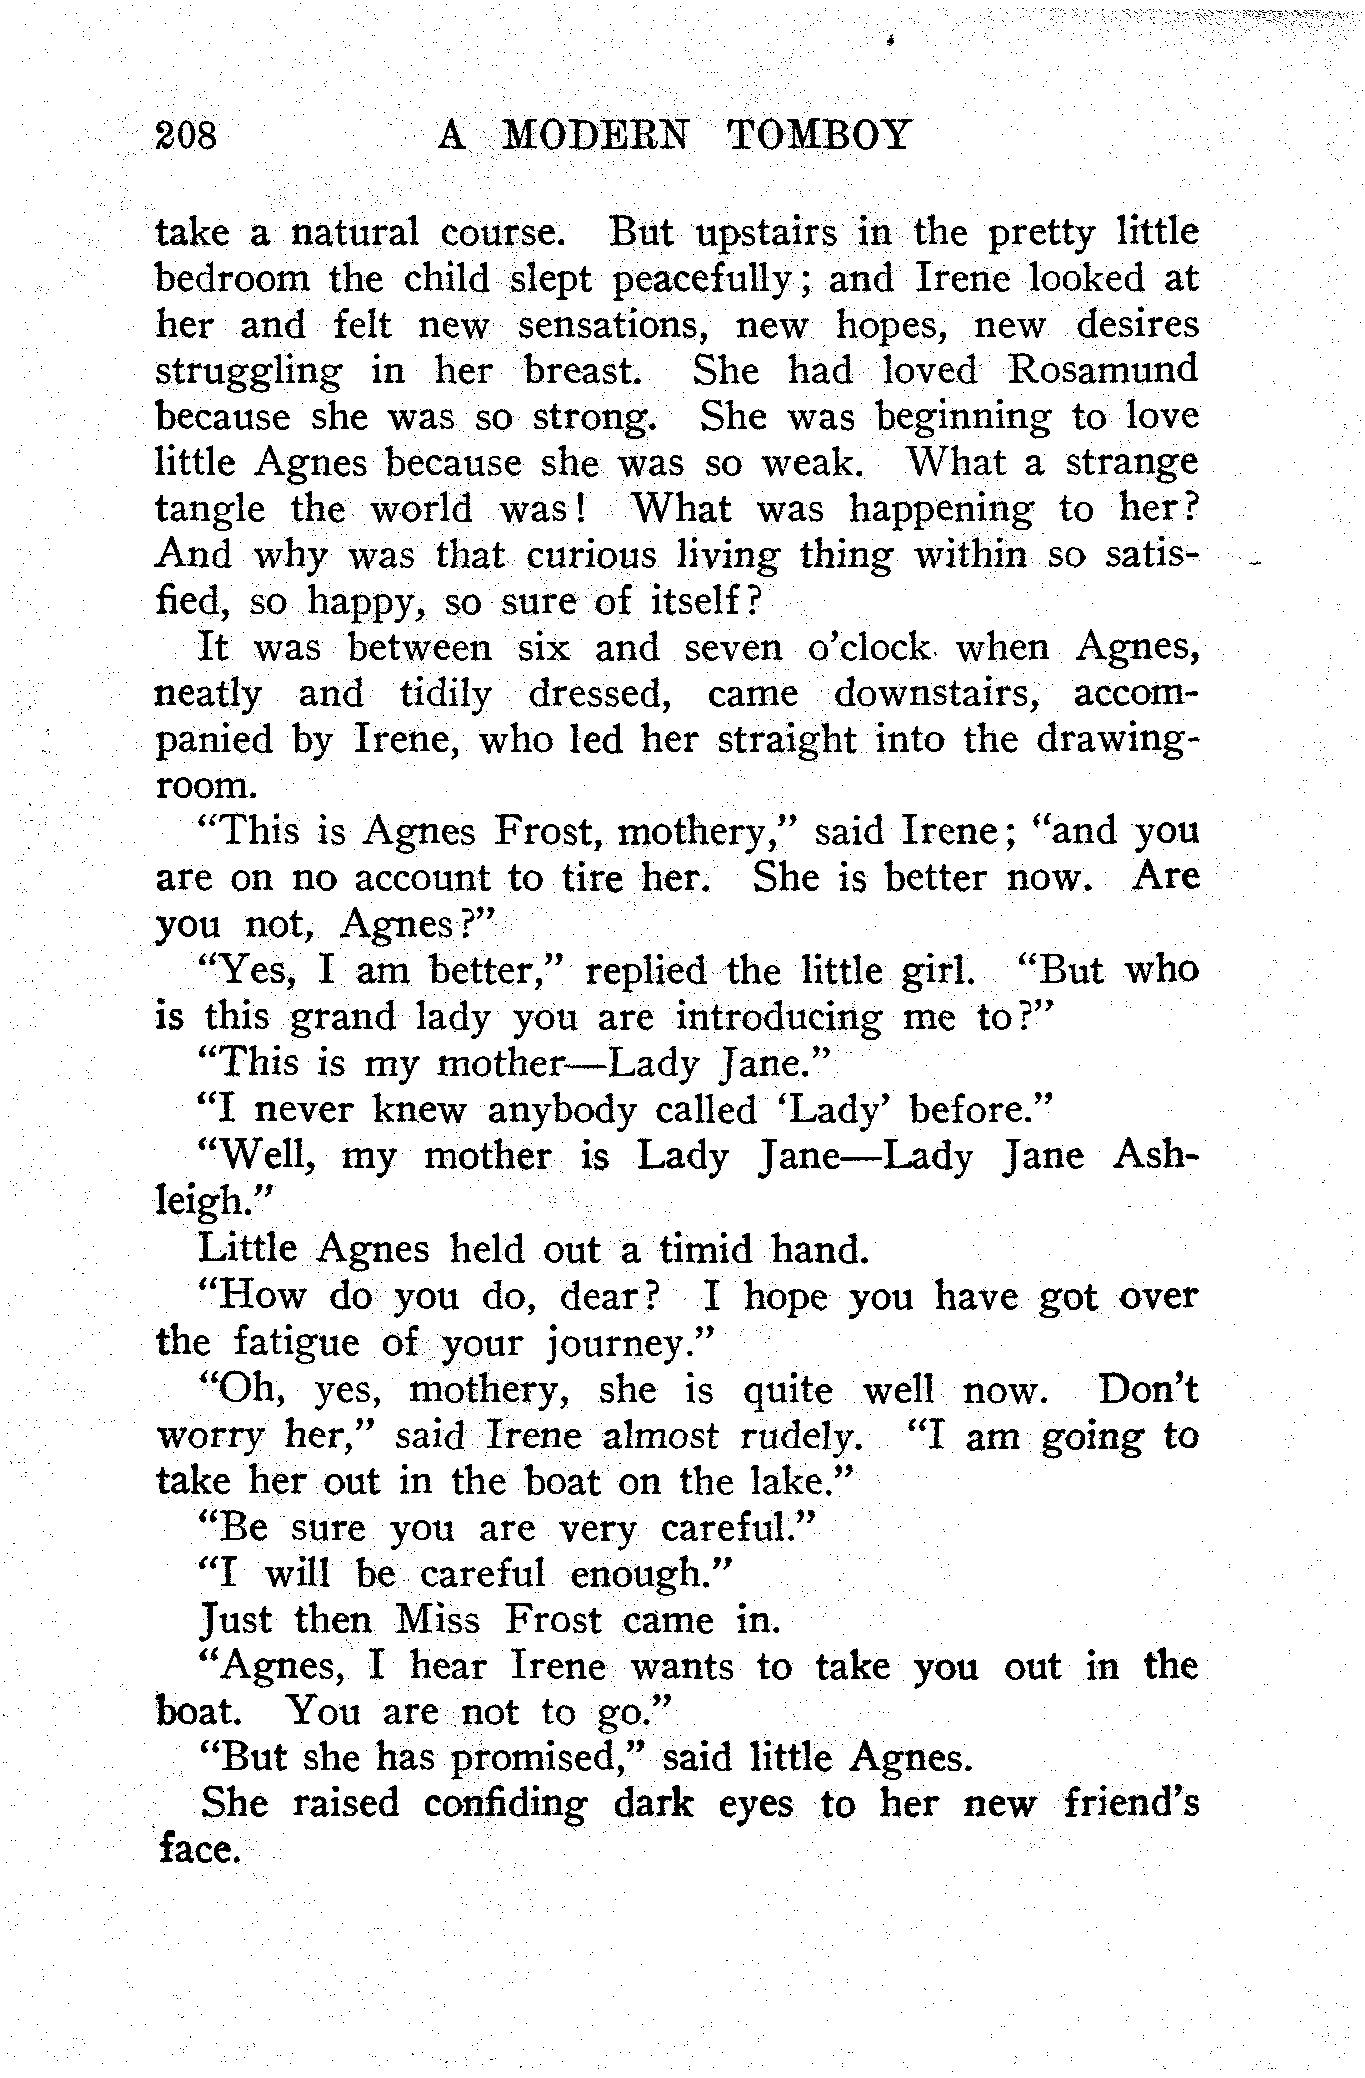 208 A MODERN TOMBOY
take a natural course. But upstairs in the pretty little
bedroom the child slept peacefully; and Irene looked at
her and felt new sensations, new hopes, new desires
struggling in her breast. She had loved Rosamund
because she was so strong. She was beginning to love
little Agnes because she was so weak. What a strange
tangle the world was! What was happening to her?
And why was that curious living thing within so satis-
fied, so happy, so sure of itself?
It was between six and seven o'clock when Agnes,
neatly and tidily dressed, came downstairs, accom-
panied by Irene, who led her straight into the drawing-
room.
"This is Agnes Frost, mothery," said Irene; "and you
are on no account to tire her. She is better now. Are
you not, Agnes?"
"Yes, I am better," replied the little girl. "But who
is this grand lady you are introducing me to?"
"This is my mother—Lady Jane."
"I never knew anybody called 'Lady' before."
"Well, my mother is Lady Jane—Lady Jane Ash-
leigh."
Little Agnes held out a timid hand.
"How do you do, dear? I hope you have got over
the fatigue of your journey."
"Oh, yes, mothery, she is quite well now. Don't
worry her," said Irene almost rudely. "I am going to
take her out in the boat on the lake."
"Be sure you are very careful."
"I will be careful enough."
Just then Miss Frost came in.
"Agnes, I hear Irene wants to take you out in the
boat. You are not to go."
"But she has promised," said little Agnes.
She raised confiding dark eyes to her new friend's
face.